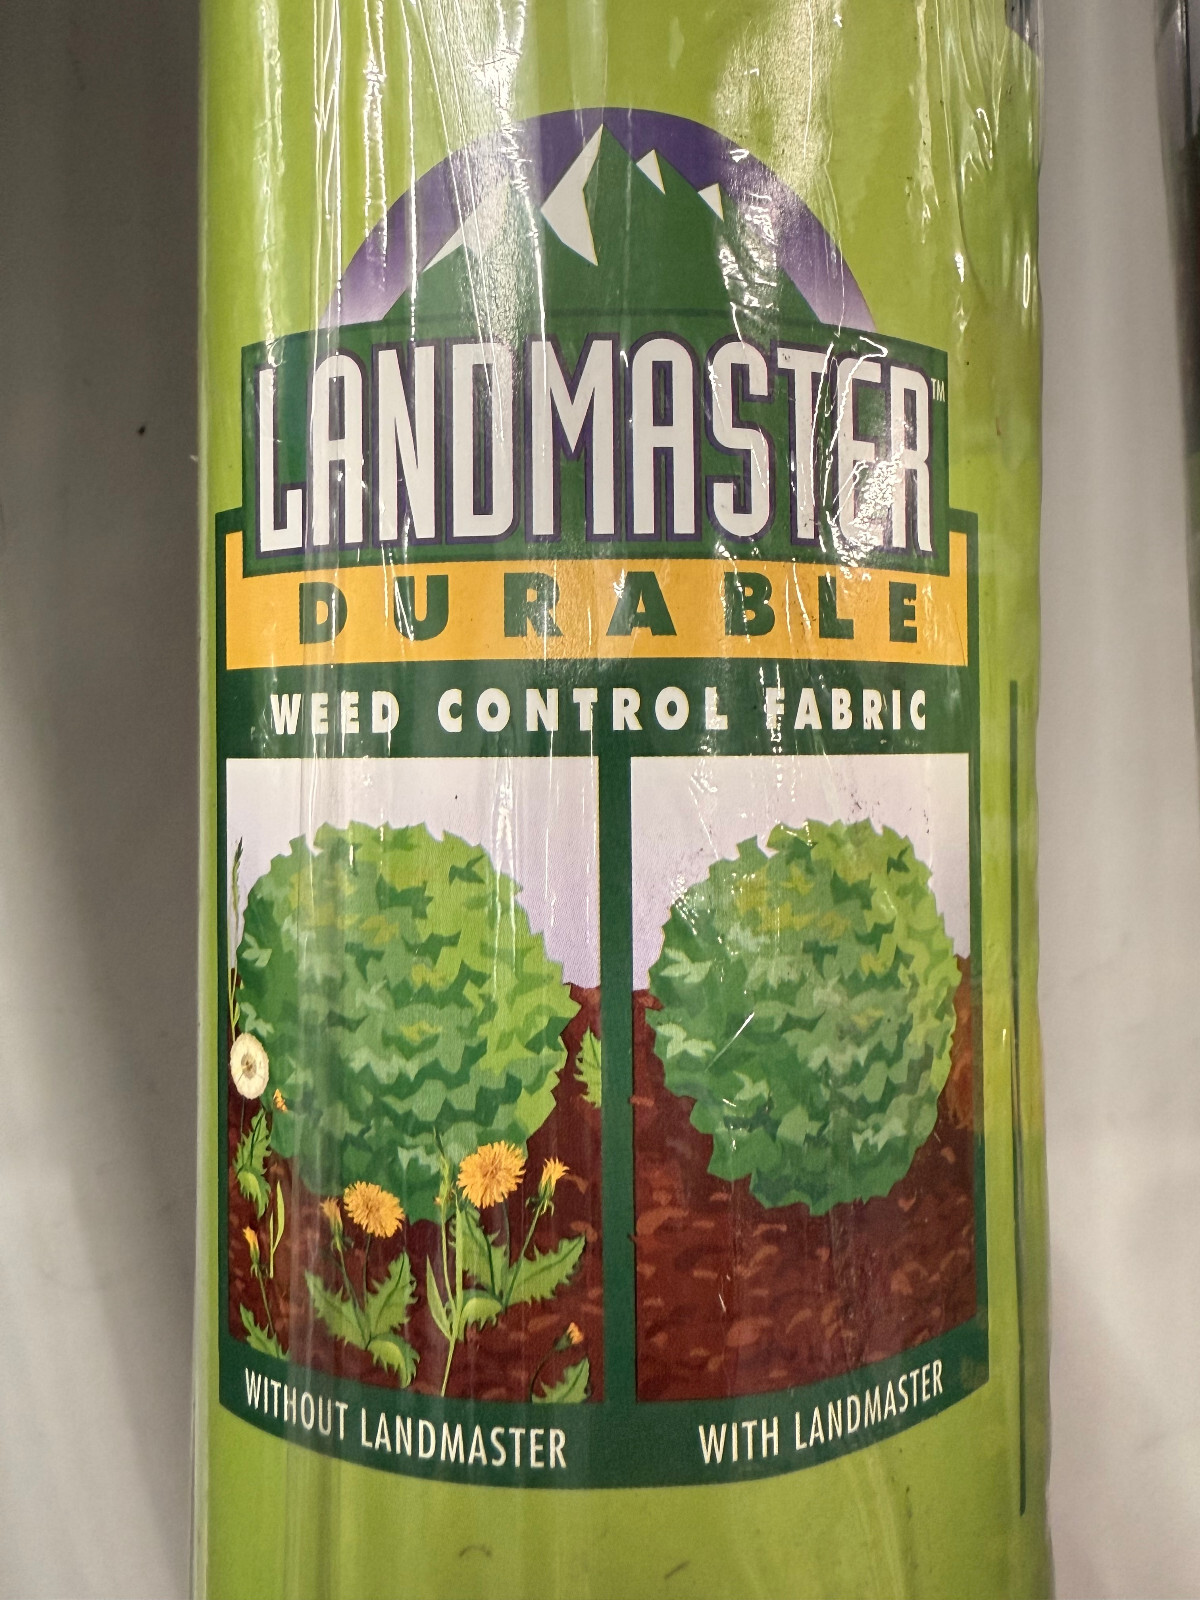 LANDMASTER™
DURABLE
WEED CONTROL FABRIC
WITHOUT LANDMASTER
WITH LANDMASTER